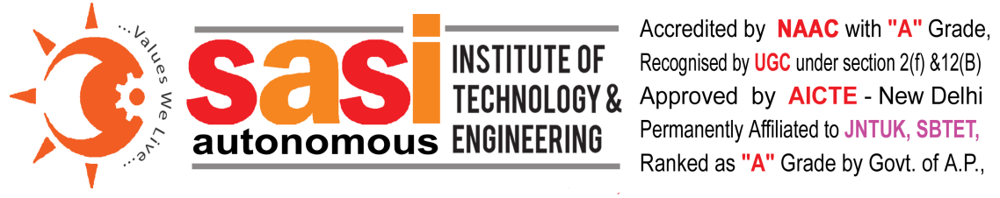 ...Values We Live...
sasi
autonomous
INSTITUTE OF
TECHNOLOGY &
ENGINEERING
Accredited by NAAC with "A" Grade,
Recognised by UGC under section 2(f) &12(B)
Approved by AICTE - New Delhi
Permanently Affiliated to JNTUK, SBTET,
Ranked as "A" Grade by Govt. of A.P.,